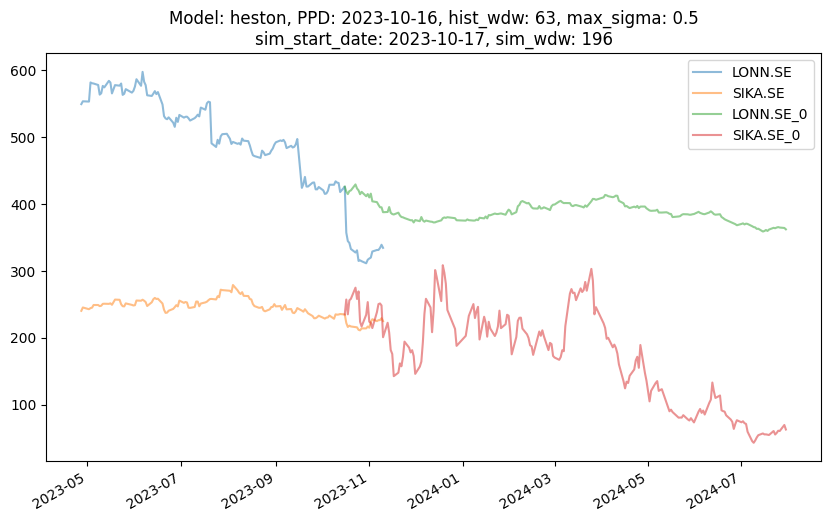 Model: heston, PPD: 2023-10-16, hist_wdw: 63, max_sigma: 0.5
sim_start_date: 2023-10-17, sim_wdw: 196
LONN.SE
SIKA.SE
LONN.SE_0
SIKA.SE_0
600
500
400
300
200
100
2023-05
2023-07
2023-09
2023-11
2024-01
2024-03
2024-05
2024-07